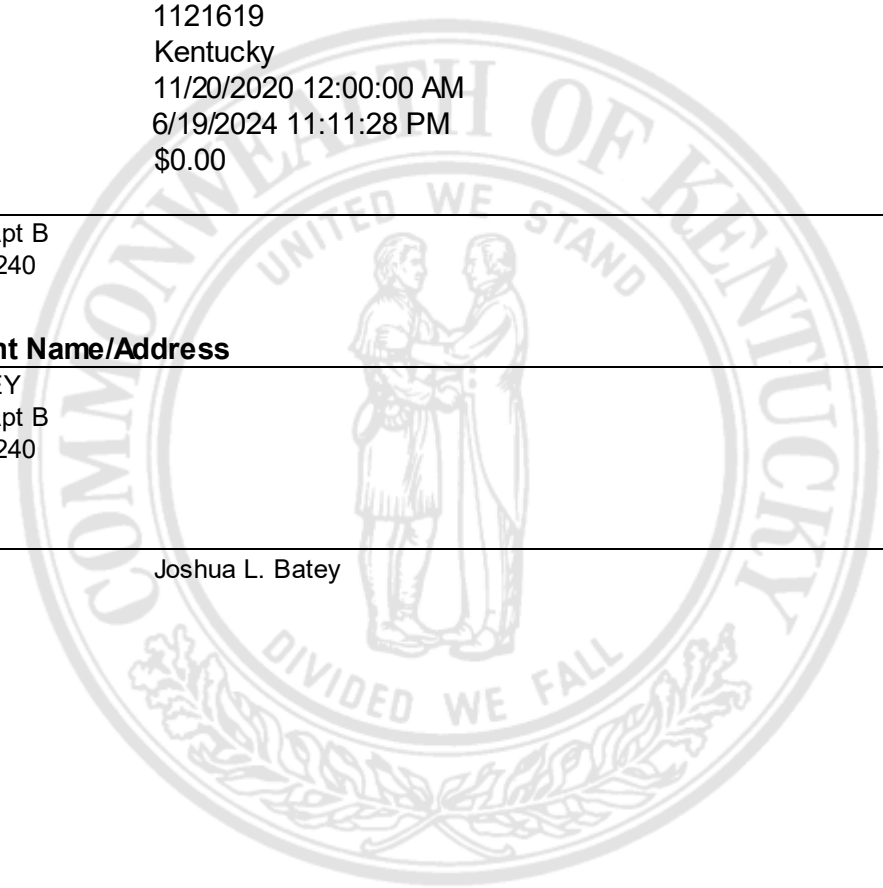 1121619
Kentucky
11/20/2020 12:00:00 AM
6/19/2024 11:11:28 PM
$0.00
pt B
240
nt Name/Address
EY
pt B
240
Joshua L. Batey
COMMONWEALTH OF KENTUCKY
UNITED WE STAND
DIVIDED WE FALL